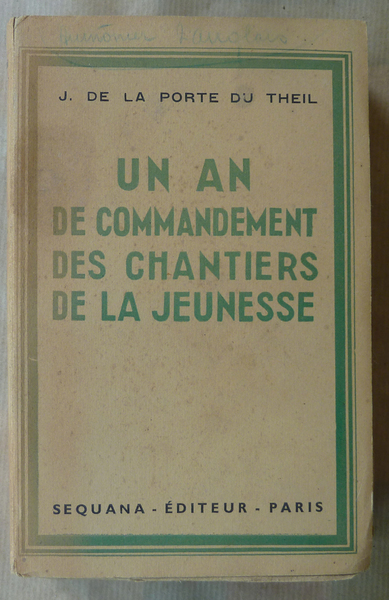 J. DE LA PORTE DU THEIL
UN AN
DE COMMANDEMENT
DES CHANTIERS
DE LA JEUNESSE
SEQUANA - ÉDITEUR - PARIS